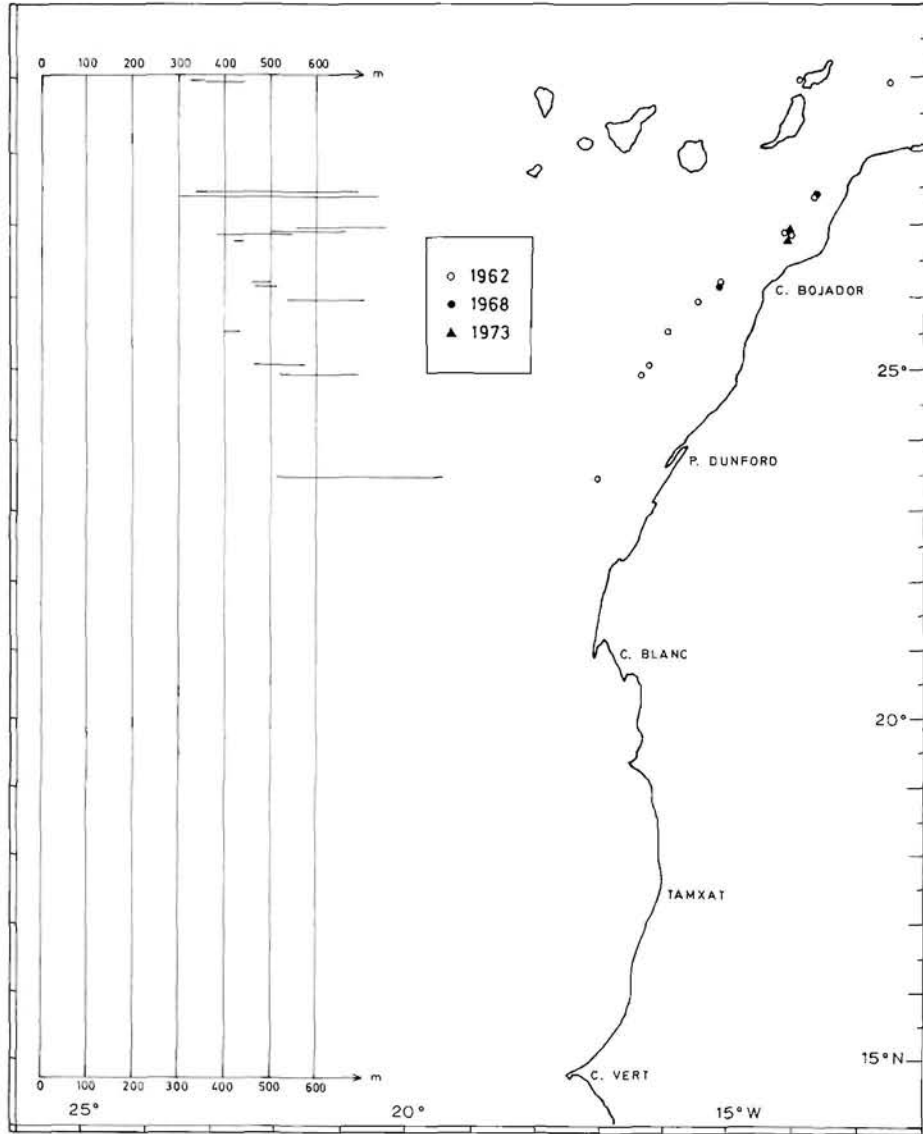 0 100 200 300 400 500 600 m
○ 1962
● 1968
▲ 1973
C. BOJADOR
25°
P. DUNFORD
C. BLANC
20°
TAMXAT
15°N
C. VERT
0 100 200 300 400 500 600 m
25° 20° 15°W